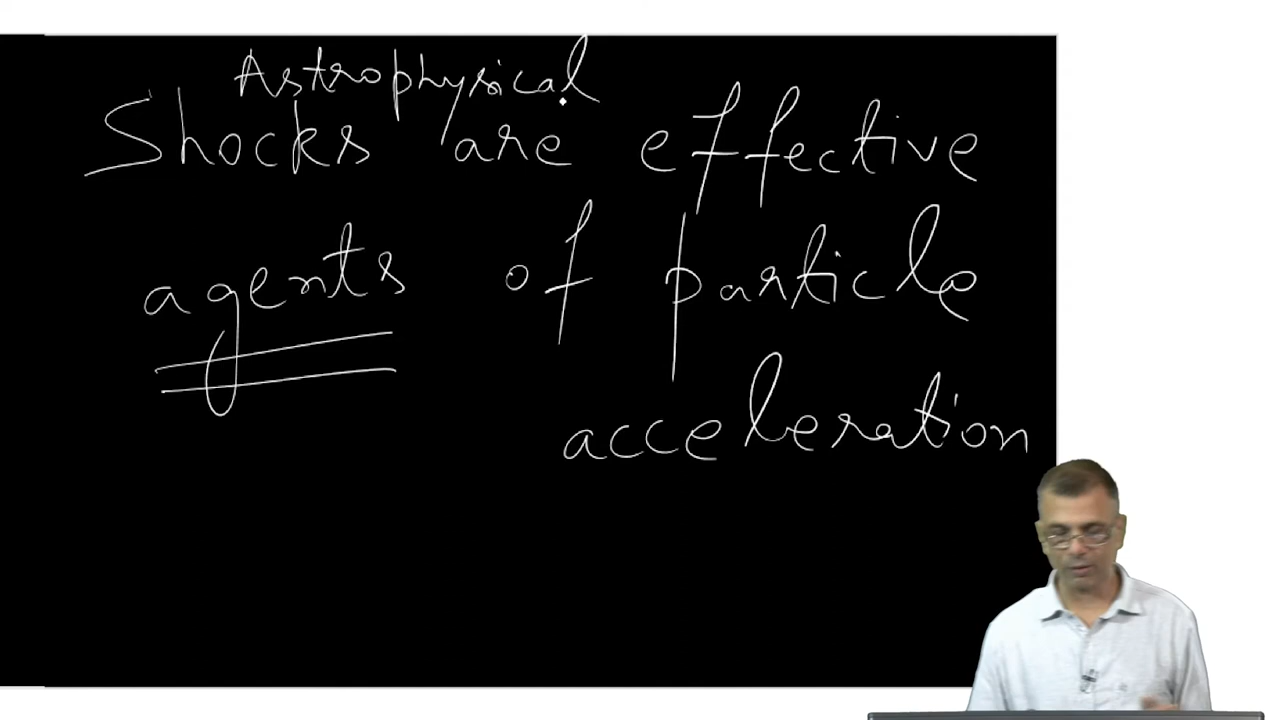 Astrophysical
Shocks are effective
agents of particle
acceleration